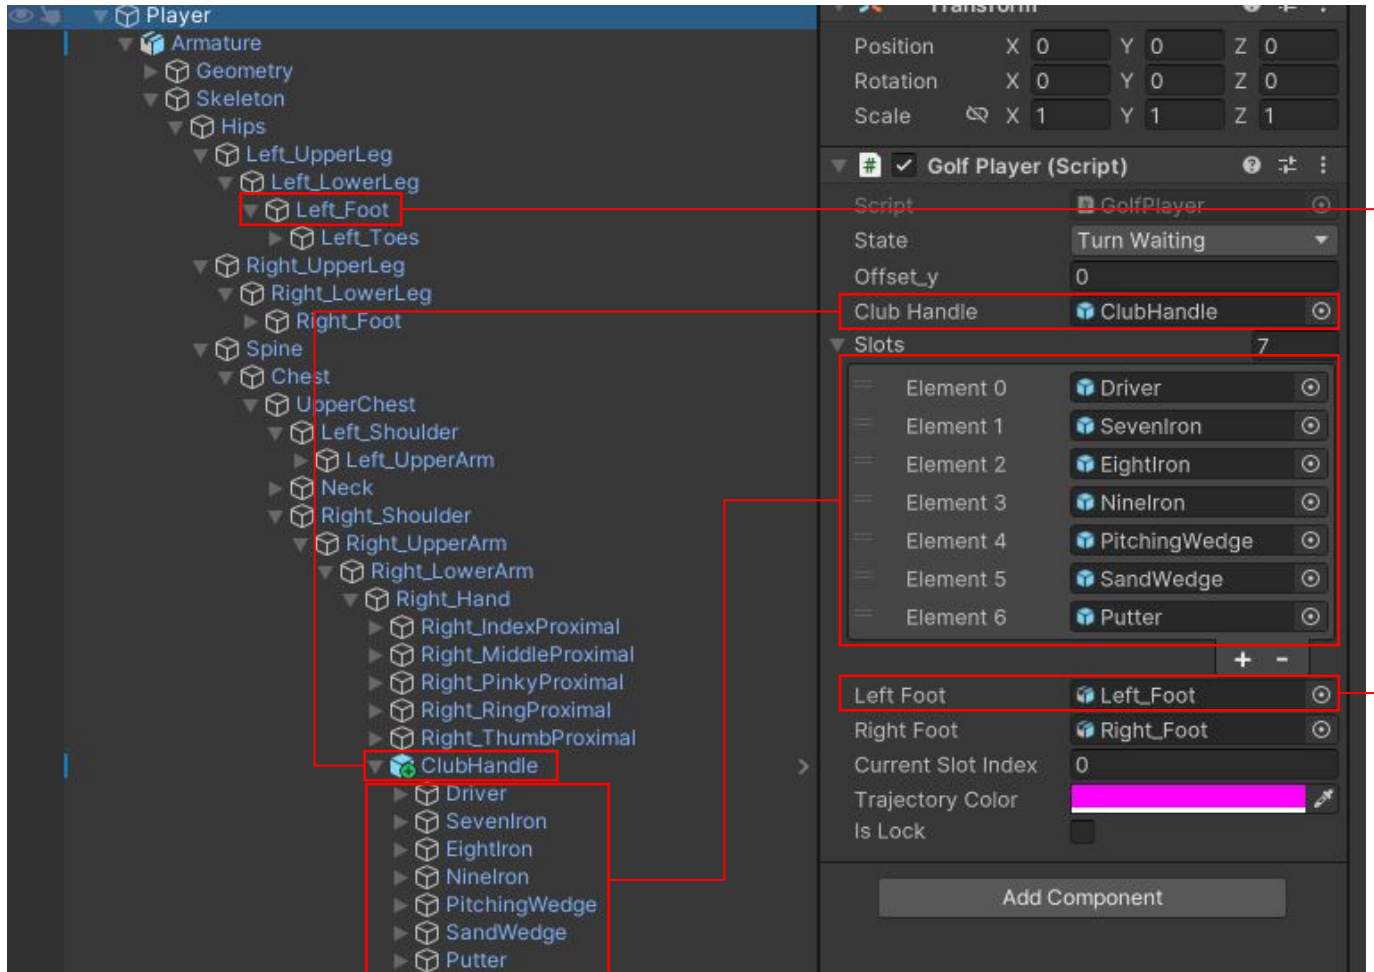 Player
Armature
Geometry
Skeleton
Hips
Left_UpperLeg
Left_LowerLeg
Left_Foot
Left_Toes
Right_UpperLeg
Right_LowerLeg
Right_Foot
Spine
Chest
UpperChest
Left_Shoulder
Left_UpperArm
Neck
Right_Shoulder
Right_UpperArm
Right_LowerArm
Right_Hand
Right_IndexProximal
Right_MiddleProximal
Right_PinkyProximal
Right_RingProximal
Right_ThumbProximal
ClubHandle
Driver
SevenIron
EightIron
NineIron
PitchingWedge
SandWedge
Putter
Transform
Position X 0 Y 0 Z 0
Rotation X 0 Y 0 Z 0
Scale X 1 Y 1 Z 1
# Golf Player (Script)
Script GolfPlayer
State Turn Waiting
Offset_y 0
Club Handle ClubHandle
Slots 7
Element 0 Driver
Element 1 SevenIron
Element 2 EightIron
Element 3 NineIron
Element 4 PitchingWedge
Element 5 SandWedge
Element 6 Putter
+ -
Left Foot Left_Foot
Right Foot Right_Foot
Current Slot Index 0
Trajectory Color
Is Lock
Add Component